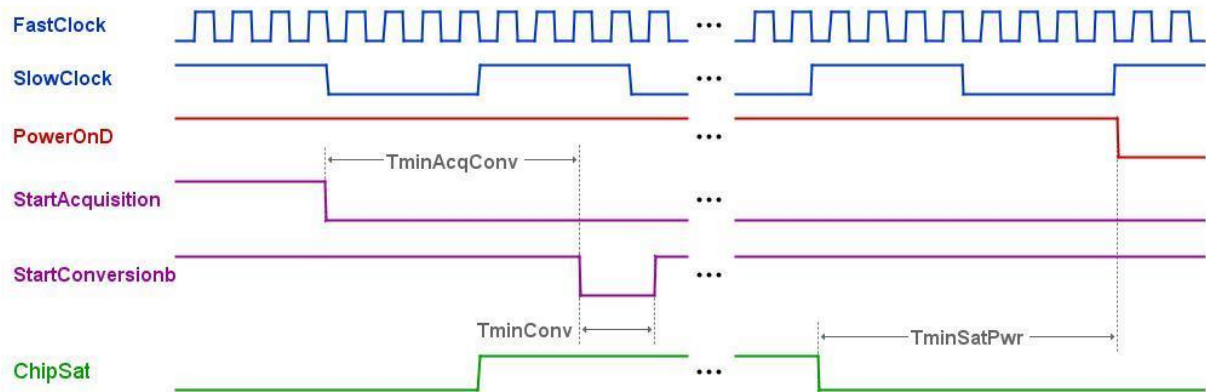 FastClock
•••
SlowClock
•••
PowerOnD
•••
TminAcqConv
StartAcquisition
•••
StartConversionb
•••
TminConv
TminSatPwr
ChipSat
•••